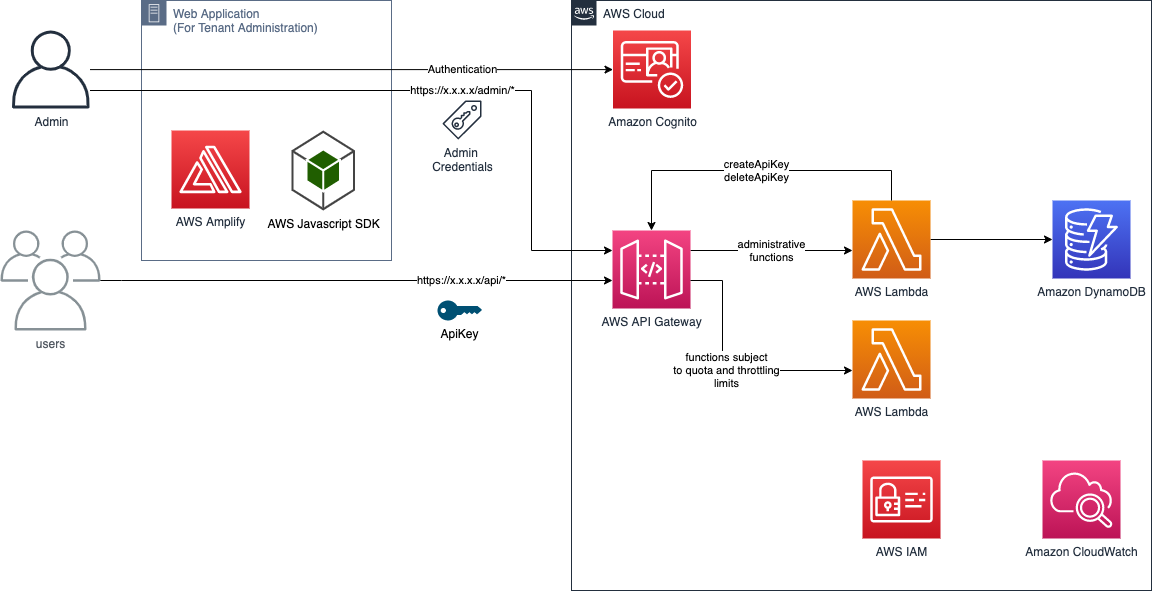 Web Application
(For Tenant Administration)
aws
AWS Cloud
Authentication
https://x.x.x.x/admin/*
Admin
Amazon Cognito
Admin
Credentials
createApiKey
deleteApiKey
AWS Amplify
AWS Javascript SDK
administrative
functions
https://x.x.x.x/api/*
AWS Lambda
Amazon DynamoDB
AWS API Gateway
ApiKey
users
functions subject
to quota and throttling
limits
AWS Lambda
AWS IAM
Amazon CloudWatch